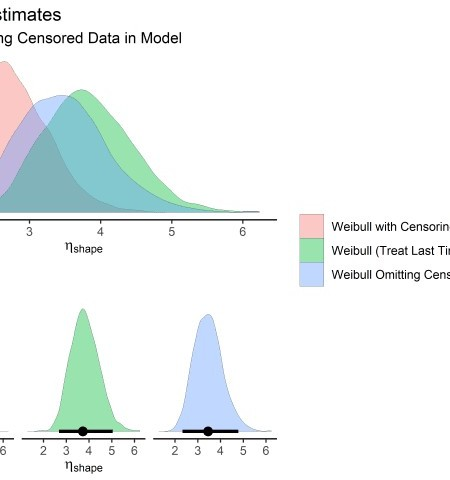 stimates
ng Censored Data in Model
3 4 5 6
ηshape
Weibull with Censorin
Weibull (Treat Last Ti
Weibull Omitting Cens
6 2 3 4 5 6 2 3 4 5 6
ηshape